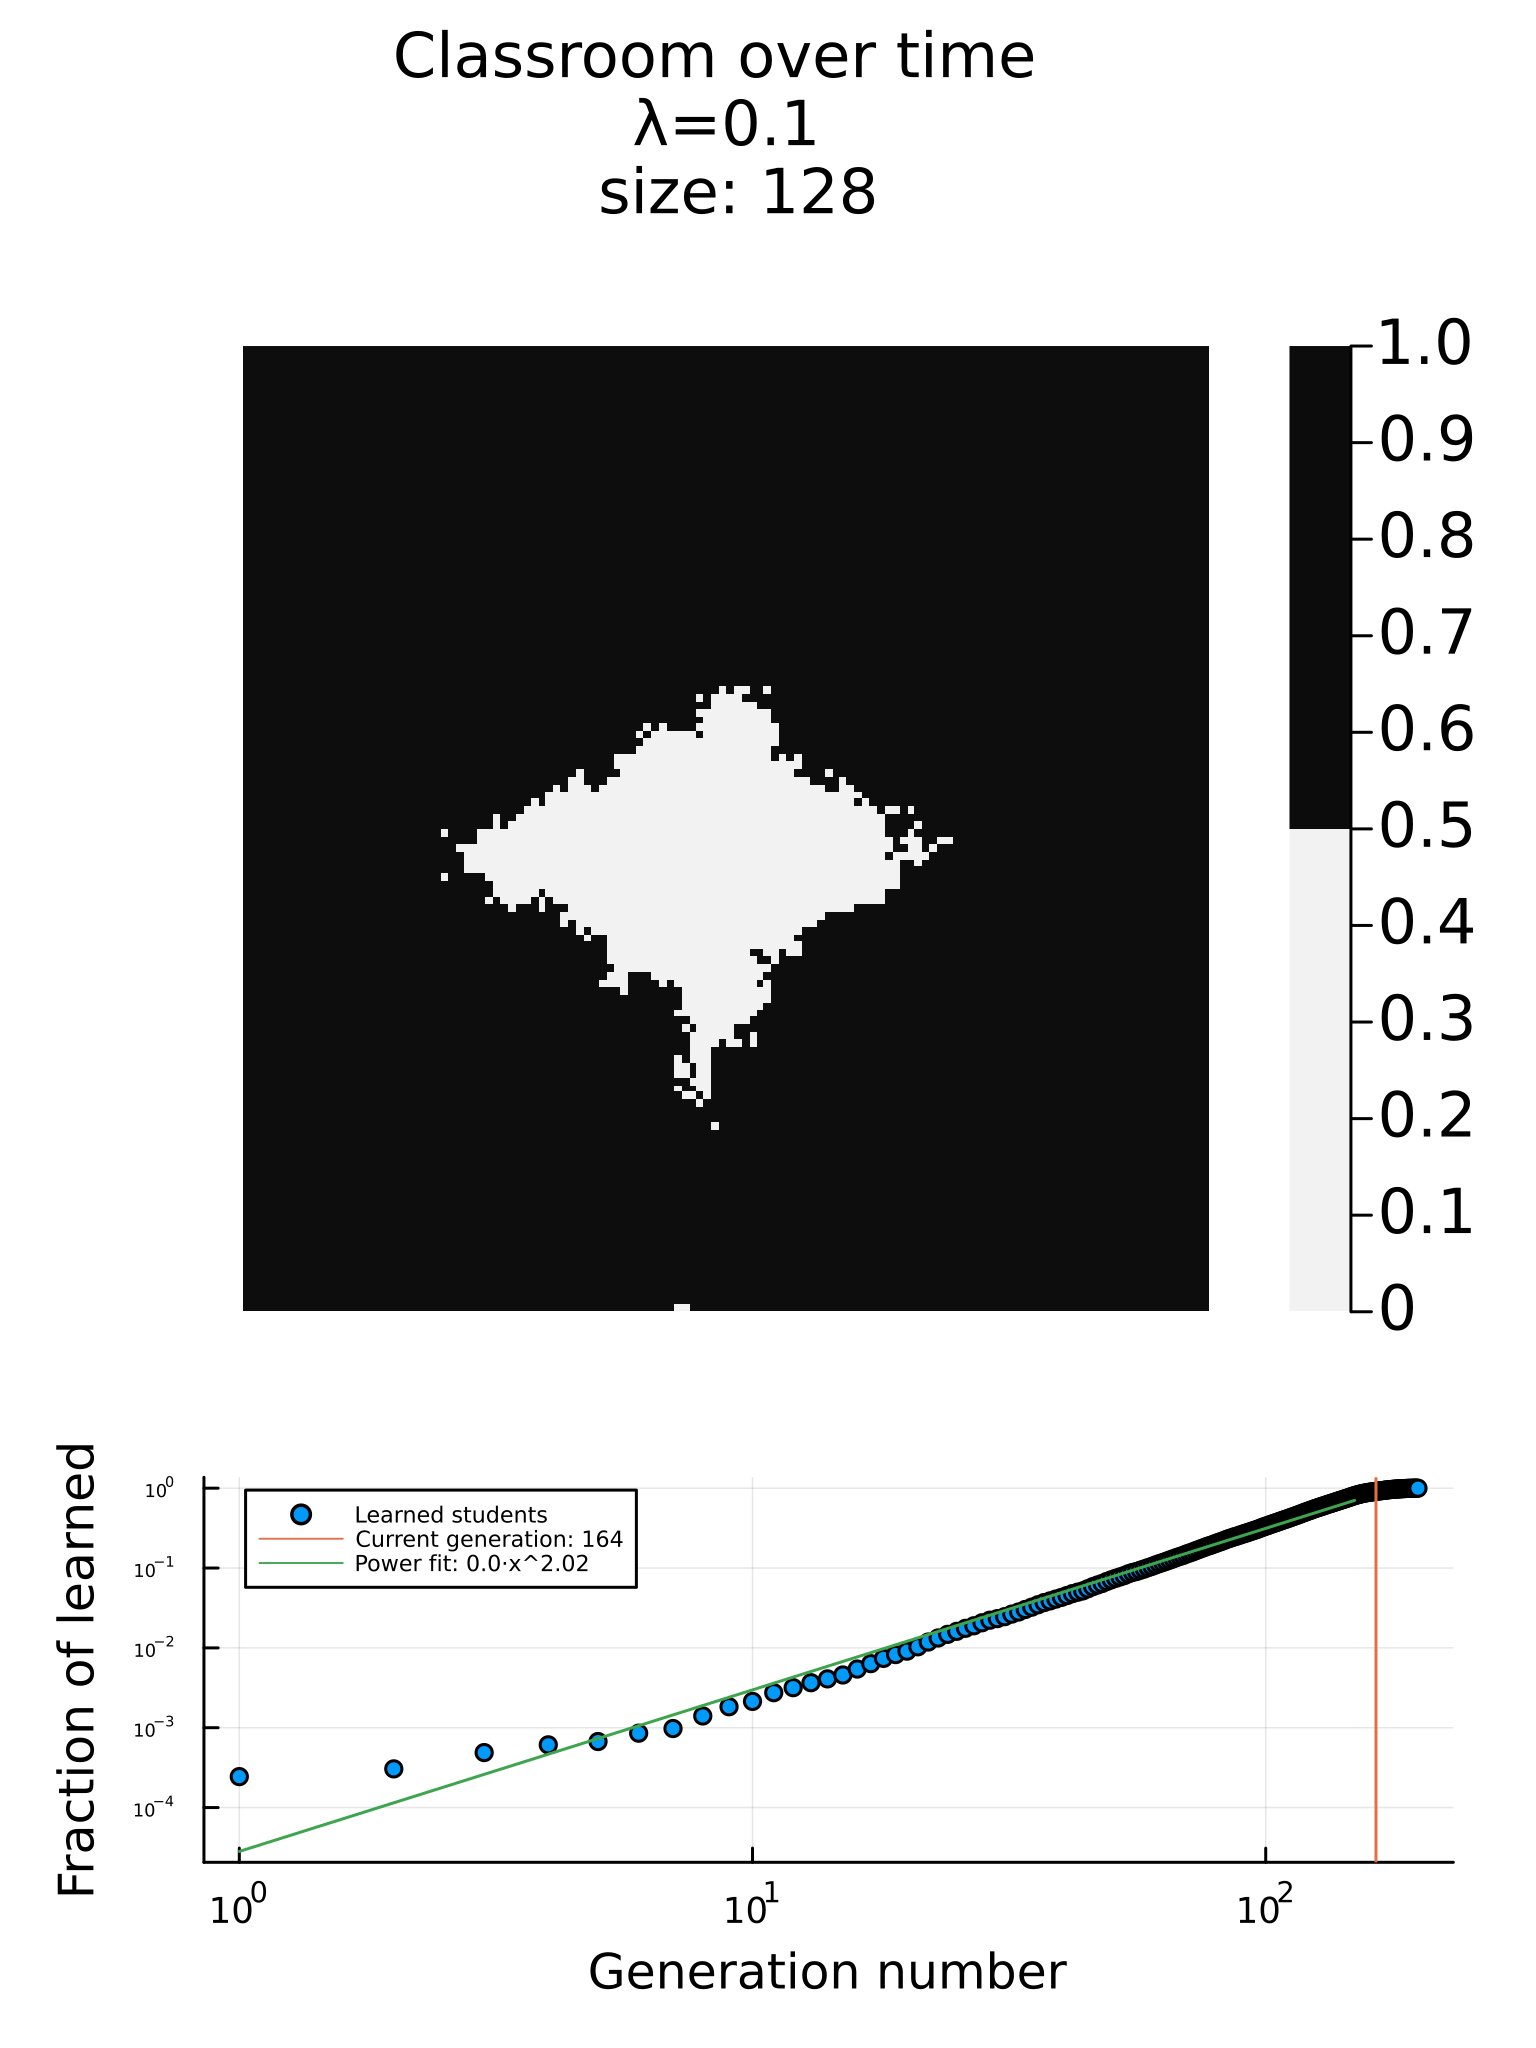 Classroom over time
λ=0.1
size: 128
1.0
0.9
0.8
0.7
0.6
0.5
0.4
0.3
0.2
0.1
0
Fraction of learned
10^0
10^-1
10^-2
10^-3
10^-4
Learned students
Current generation: 164
Power fit: 0.0·x^2.02
10^0 10^1 10^2
Generation number